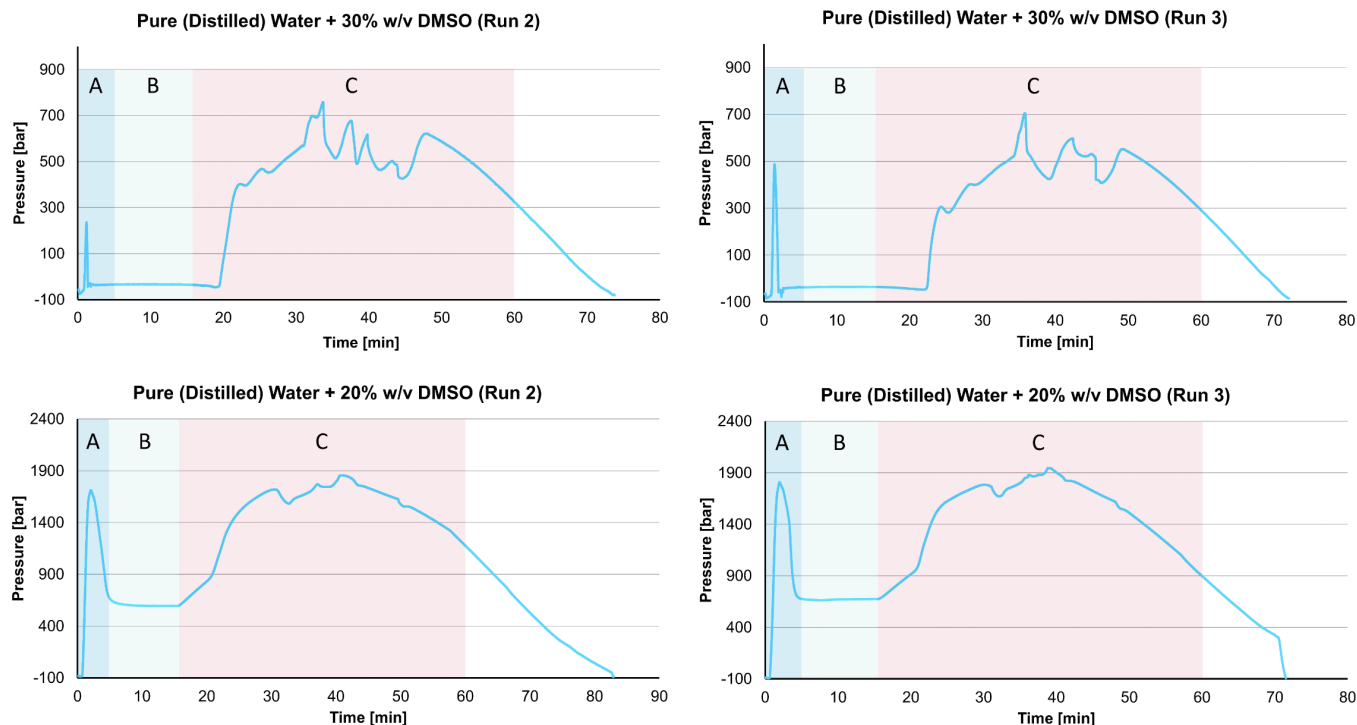 Pure (Distilled) Water + 30% w/v DMSO (Run 2)
900
700
500
300
100
-100
Pressure [bar]
A
B
C
0
10
20
30
40
50
60
70
80
Time [min]
Pure (Distilled) Water + 30% w/v DMSO (Run 3)
900
700
500
300
100
-100
Pressure [bar]
A
B
C
0
10
20
30
40
50
60
70
80
Time [min]
Pure (Distilled) Water + 20% w/v DMSO (Run 2)
2400
1900
1400
900
400
-100
Pressure [bar]
A
B
C
0
10
20
30
40
50
60
70
80
90
Time [min]
Pure (Distilled) Water + 20% w/v DMSO (Run 3)
2400
1900
1400
900
400
-100
Pressure [bar]
A
B
C
0
10
20
30
40
50
60
70
80
Time [min]